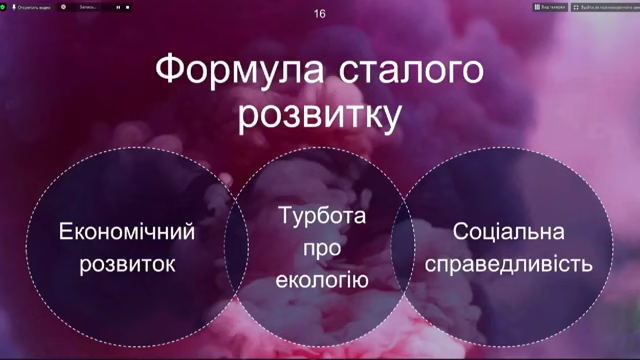 16
Формула сталого
розвитку
Економічний
розвиток
Турбота
про
екологію
Соціальна
справедливість